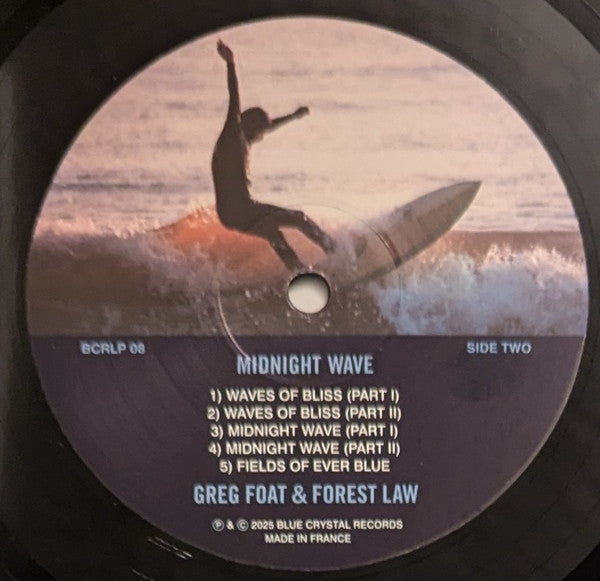 BCRLP 08
SIDE TWO
MIDNIGHT WAVE
1) WAVES OF BLISS (PART I)
2) WAVES OF BLISS (PART II)
3) MIDNIGHT WAVE (PART I)
4) MIDNIGHT WAVE (PART II)
5) FIELDS OF EVER BLUE
GREG FOAT & FOREST LAW
Ⓟ & © 2025 BLUE CRYSTAL RECORDS
MADE IN FRANCE